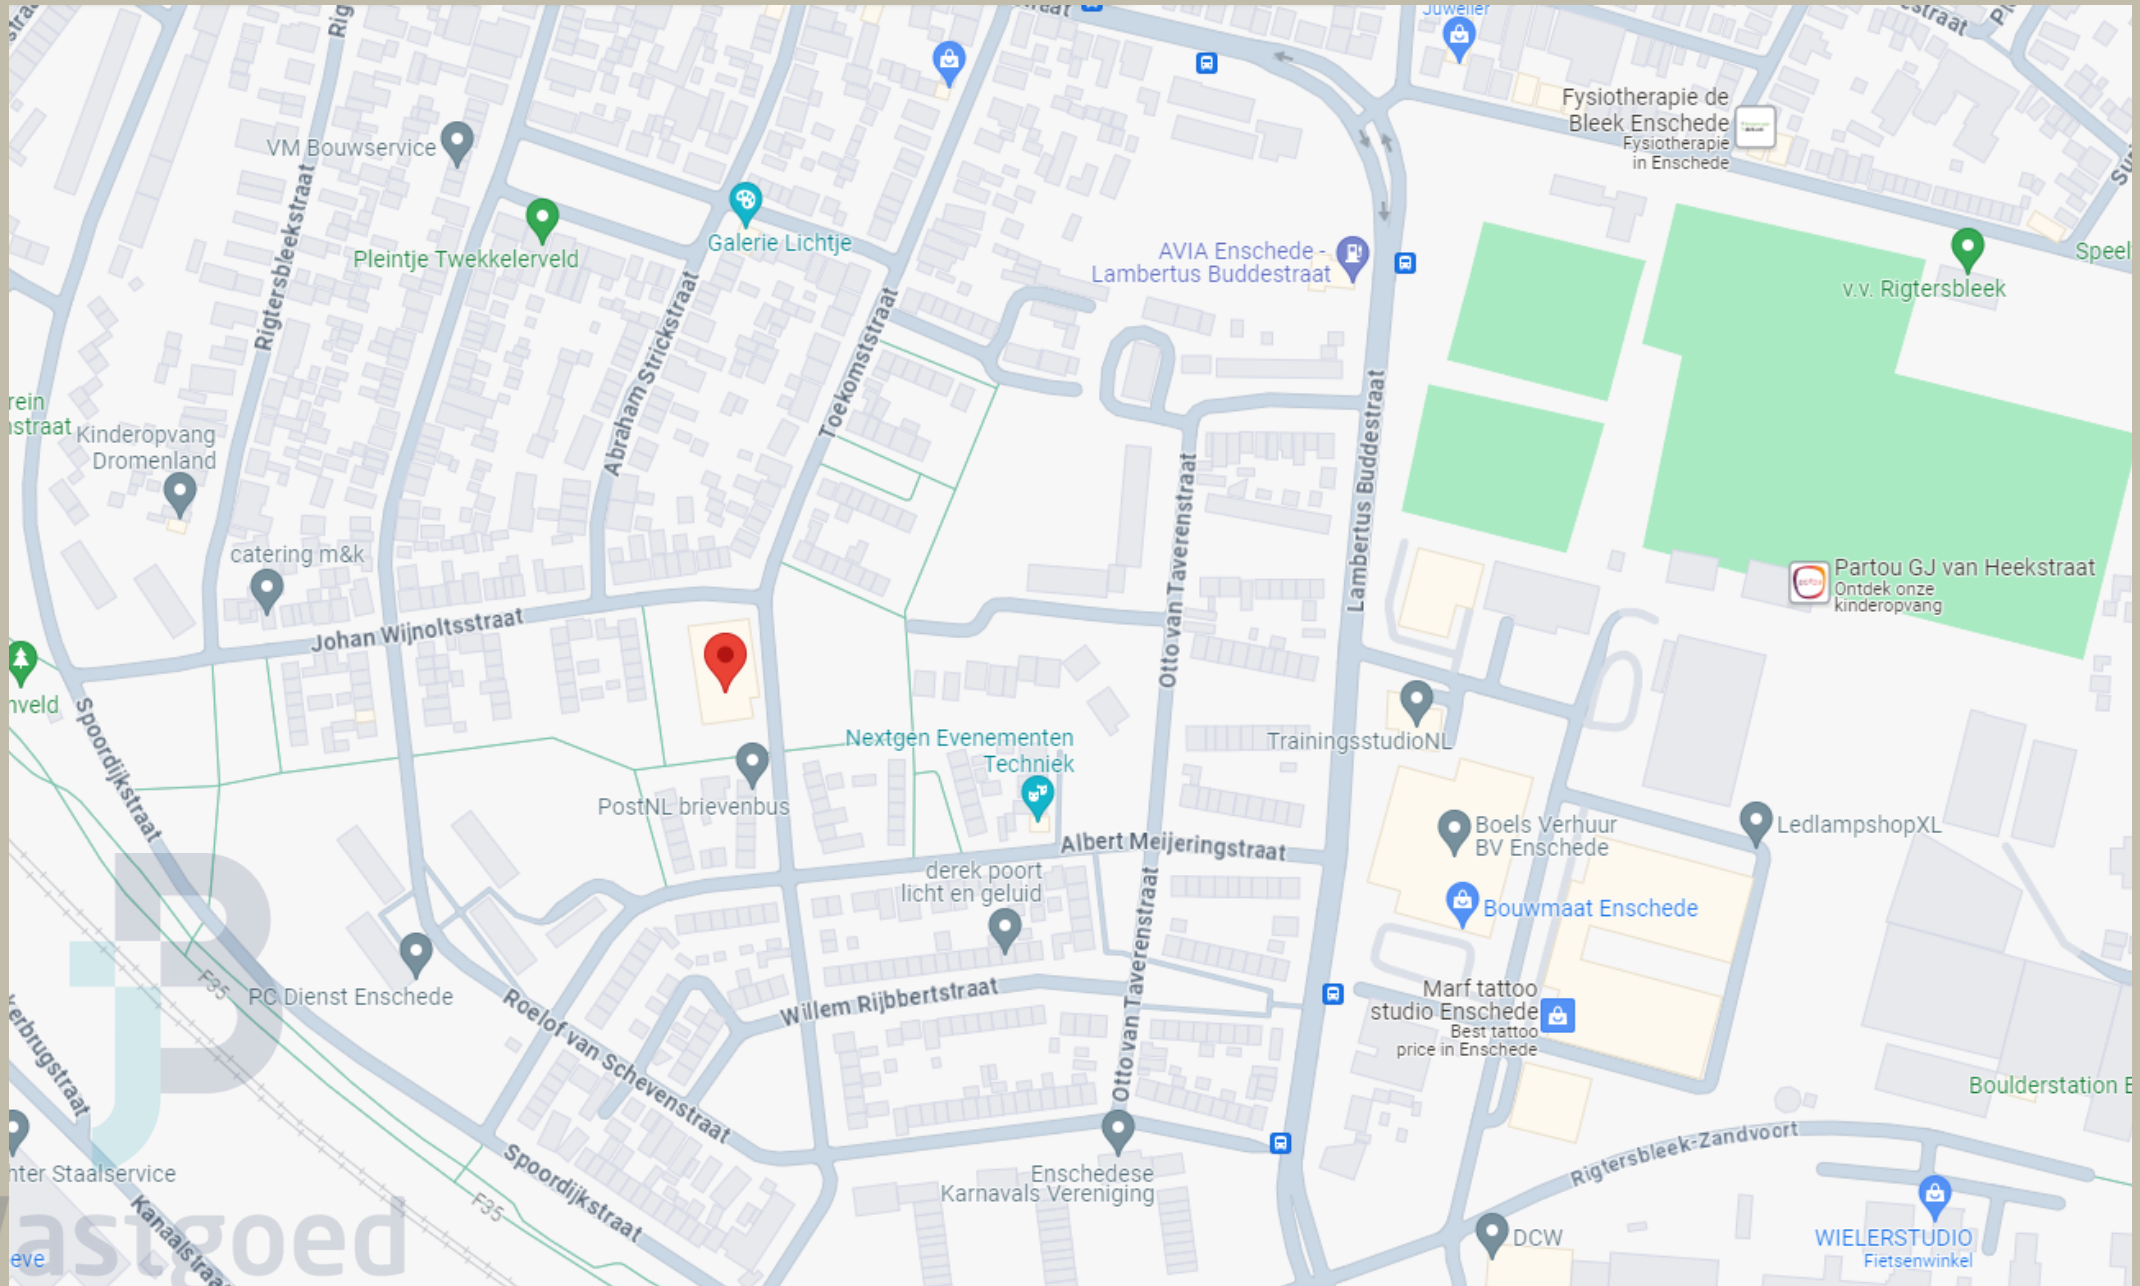 Juwelier
estraat
Fysiotherapie de
Bleek Enschede
Fysiotherapie
in Enschede
VM Bouwservice
Rigtersbleekstraat
Pleintje Twekkelerveld
Galerie Lichtje
AVIA Enschede -
Lambertus Buddestraat
v.v. Rigtersbleek
Speel
Abraham Strickstraat
Toekomststraat
Lambertus Buddestraat
rein
nstraat
Kinderopvang
Dromenland
Otto van Taverenstraat
catering m&k
Johan Wijnoltsstraat
Partou GJ van Heekstraat
Ontdek onze
kinderopvang
nveld
Spoordijkstraat
Nextgen Evenementen
Techniek
TrainingsstudioNL
PostNL brievenbus
Albert Meijeringstraat
Boels Verhuur
BV Enschede
LedlampshopXL
derek poort
licht en geluid
Bouwmaat Enschede
Otto van Taverenstraat
F35
PC Dienst Enschede
Roelof van Schevenstraat
Willem Rijbbertstraat
Marf tattoo
studio Enschede
Best tattoo
price in Enschede
erbrugstraat
jB
Boulderstation E
Rigtersbleek-Zandvoort
nter Staalservice
Spoordijkstraat
F35
Enschedese
Karnavals Vereniging
Kanaalstraa
vastgoed
DCW
WIELERSTUDIO
Fietsenwinkel
eve